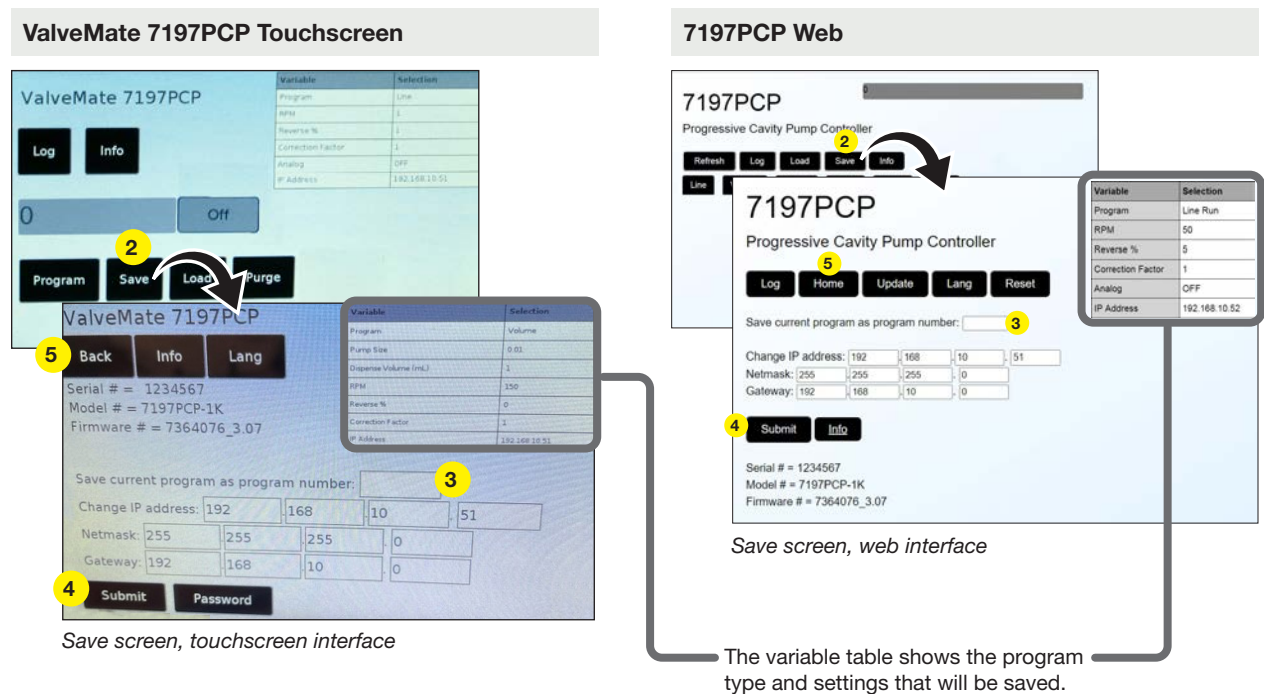 ValveMate 7197PCP Touchscreen
ValveMate 7197PCP
Log Info
Variable Selection
Program Line
RPM 1
Reverse % 1
Correction Factor 1
Analog OFF
IP Address 192.168.10.51
0 Off
2
Program Save Load Purge
ValveMate 7197PCP
5 Back Info Lang
Variable Selection
Program Volume
Pump Size 0.01
Dispense Volume (mL) 1
RPM 150
Reverse % 0
Correction Factor 1
IP Address 192.168.10.51
Serial # = 1234567
Model # = 7197PCP-1K
Firmware # = 7364076_3.07
Save current program as program number: 3
Change IP address: 192 . 168 . 10 . 51
Netmask: 255 . 255 . 255 . 0
Gateway: 192 . 168 . 10 . 0
4 Submit Password
Save screen, touchscreen interface
7197PCP Web
0
7197PCP
Progressive Cavity Pump Controller
2
Refresh Log Load Save Info
Line
7197PCP
Progressive Cavity Pump Controller
5
Log Home Update Lang Reset
Variable Selection
Program Line Run
RPM 50
Reverse % 5
Correction Factor 1
Analog OFF
IP Address 192.168.10.52
Save current program as program number: 3
Change IP address: 192 . 168 . 10 . 51
Netmask: 255 . 255 . 255 . 0
Gateway: 192 . 168 . 10 . 0
4 Submit Info
Serial # = 1234567
Model # = 7197PCP-1K
Firmware # = 7364076_3.07
Save screen, web interface
The variable table shows the program
type and settings that will be saved.